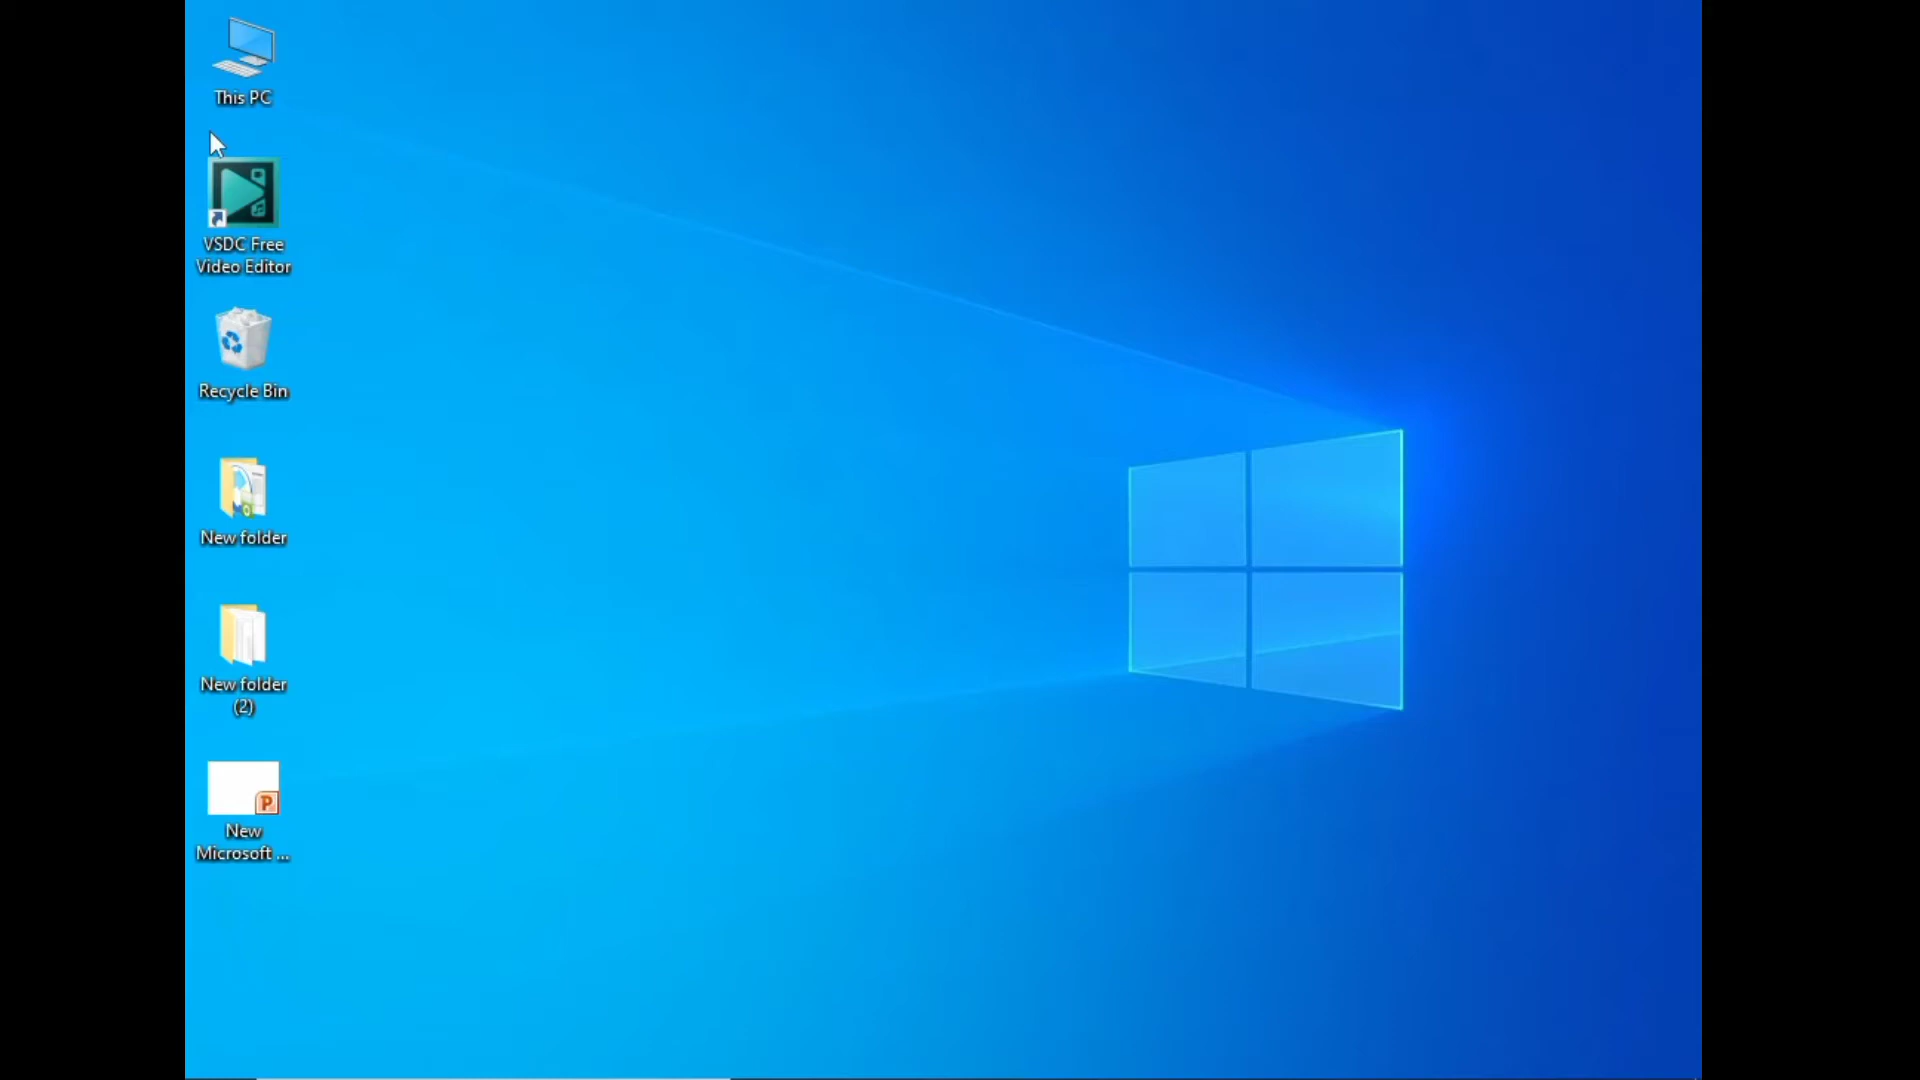 This PC
VSDC Free
Video Editor
Recycle Bin
New folder
New folder
(2)
P
New
Microsoft ...